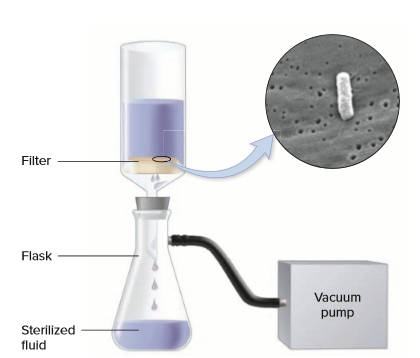 Filter
Flask
Vacuum
pump
Sterilized
fluid